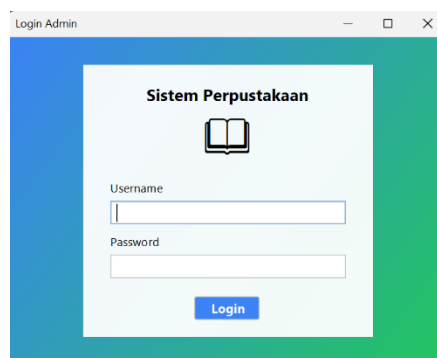 Login Admin
Sistem Perpustakaan
Username
Password
Login